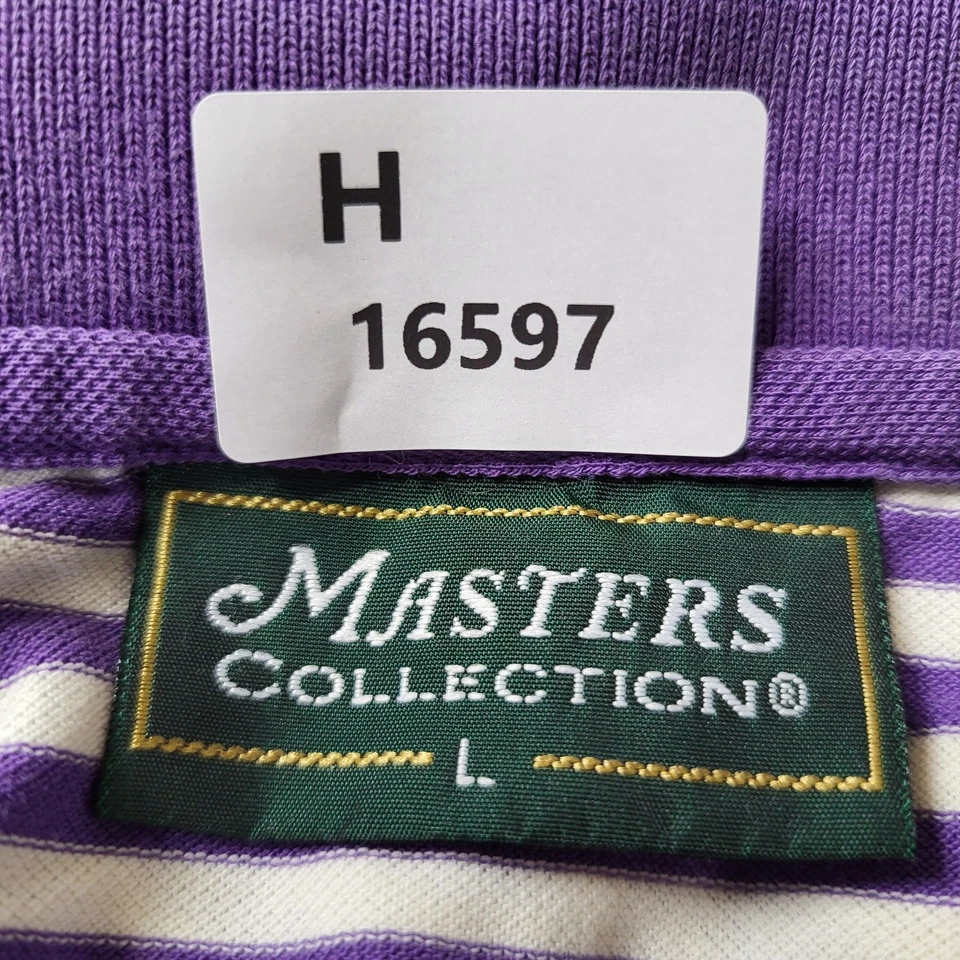 H
16597
MASTERS
COLLECTION®
L